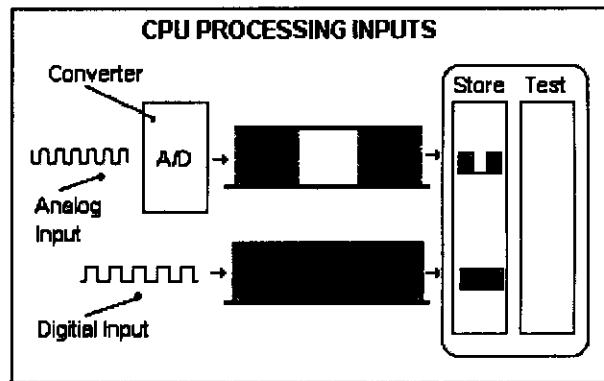 CPU PROCESSING INPUTS
Converter
Store Test
A/D
Analog
Input
Digitial Input